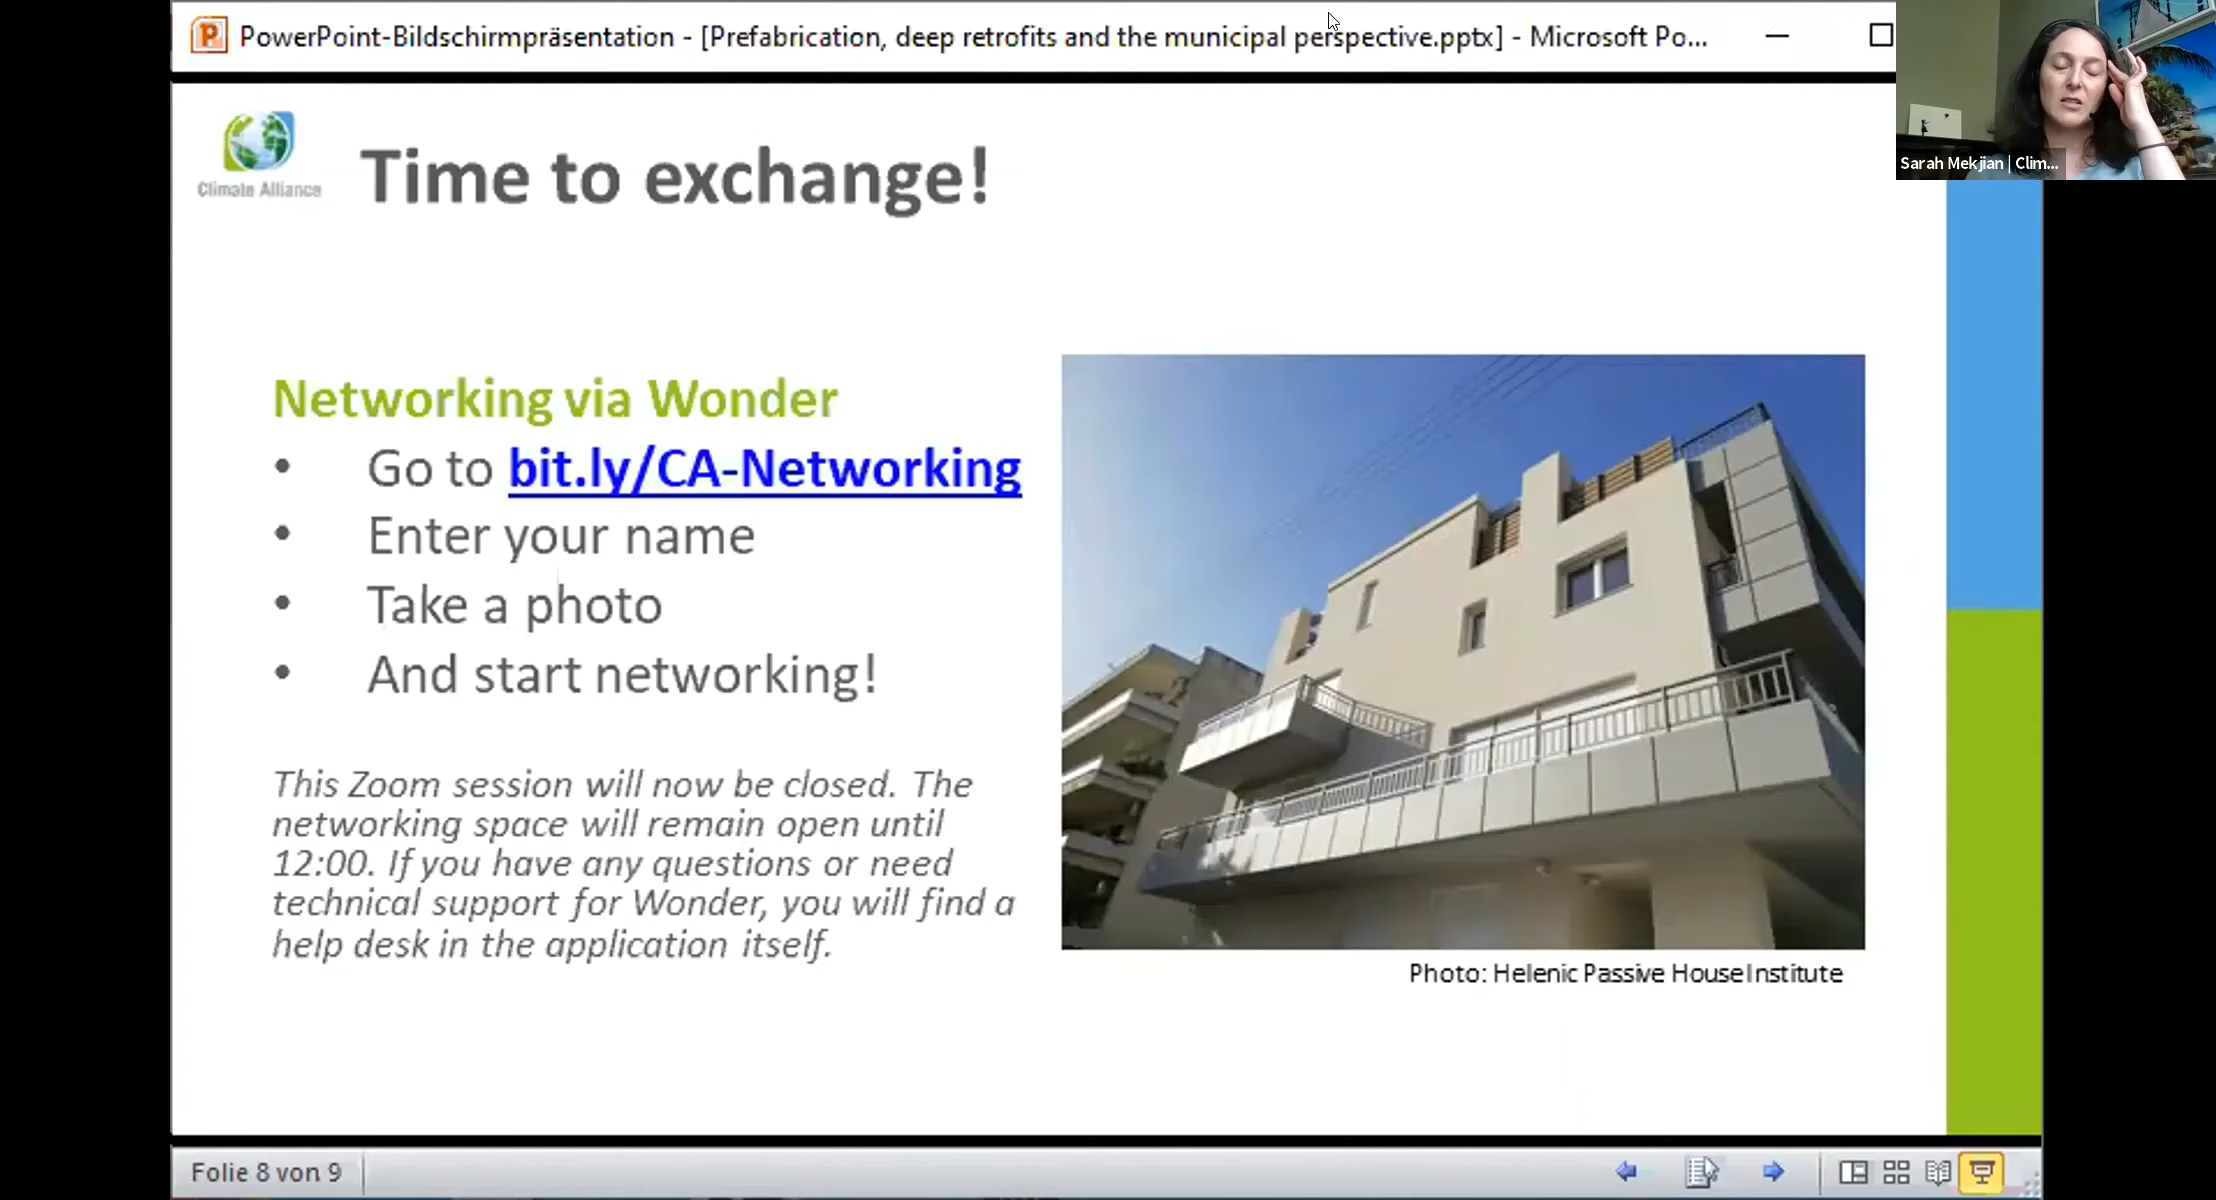 PowerPoint-Bildschirmpräsentation - [Prefabrication, deep retrofits and the municipal perspective.pptx] - Microsoft Po...
Sarah Mekjian | Clim...
Climate Alliance
Time to exchange!
Networking via Wonder
• Go to bit.ly/CA-Networking
• Enter your name
• Take a photo
• And start networking!
This Zoom session will now be closed. The
networking space will remain open until
12:00. If you have any questions or need
technical support for Wonder, you will find a
help desk in the application itself.
Photo: Helenic Passive House Institute
Folie 8 von 9